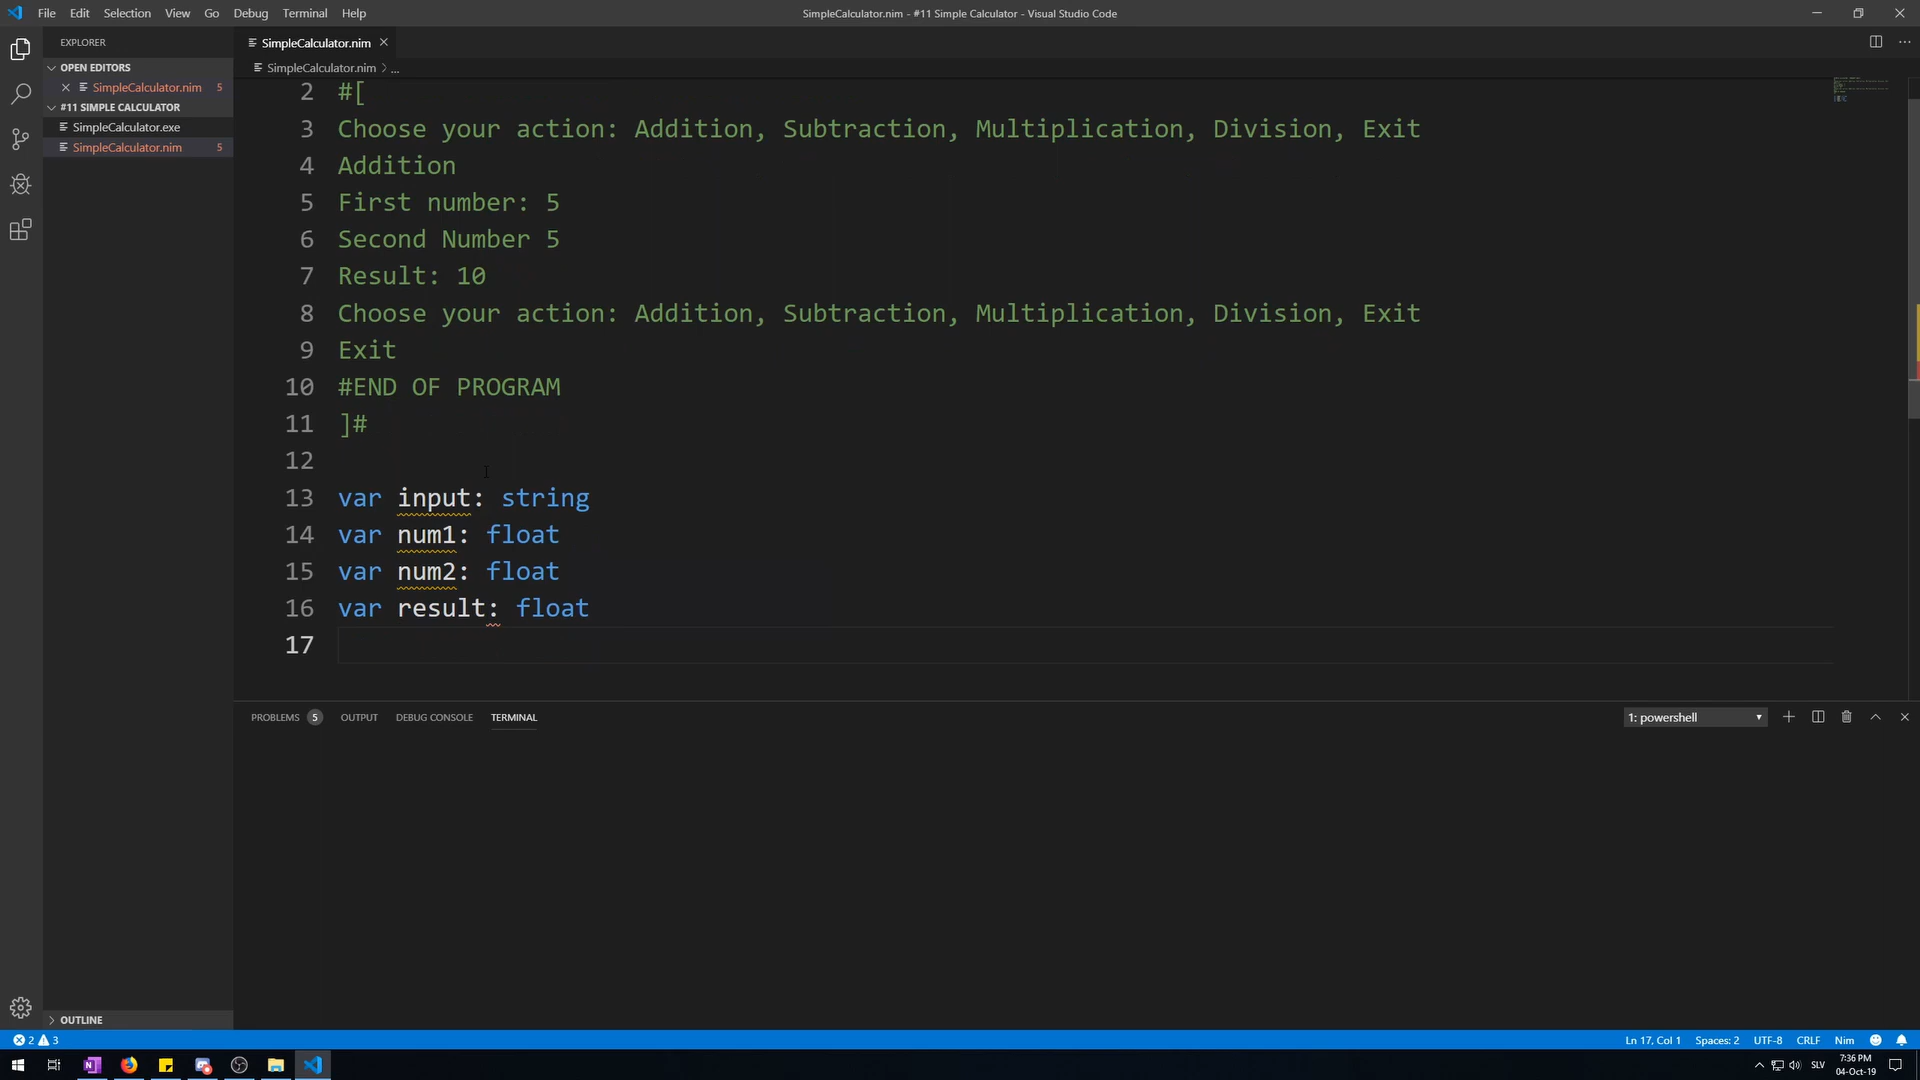 File Edit Selection View Go Debug Terminal Help
SimpleCalculator.nim - #11 Simple Calculator - Visual Studio Code
EXPLORER
SimpleCalculator.nim
OPEN EDITORS
SimpleCalculator.nim > ...
SimpleCalculator.nim 5
#11 SIMPLE CALCULATOR
SimpleCalculator.exe
SimpleCalculator.nim 5
2 #[
3 Choose your action: Addition, Subtraction, Multiplication, Division, Exit
4 Addition
5 First number: 5
6 Second Number 5
7 Result: 10
8 Choose your action: Addition, Subtraction, Multiplication, Division, Exit
9 Exit
10 #END OF PROGRAM
11 ]#
12
13 var input: string
14 var num1: float
15 var num2: float
16 var result: float
17
PROBLEMS 5 OUTPUT DEBUG CONSOLE TERMINAL
1: powershell
OUTLINE
2 3
Ln 17, Col 1 Spaces: 2 UTF-8 CRLF Nim
SLV
7:36 PM
04-Oct-19